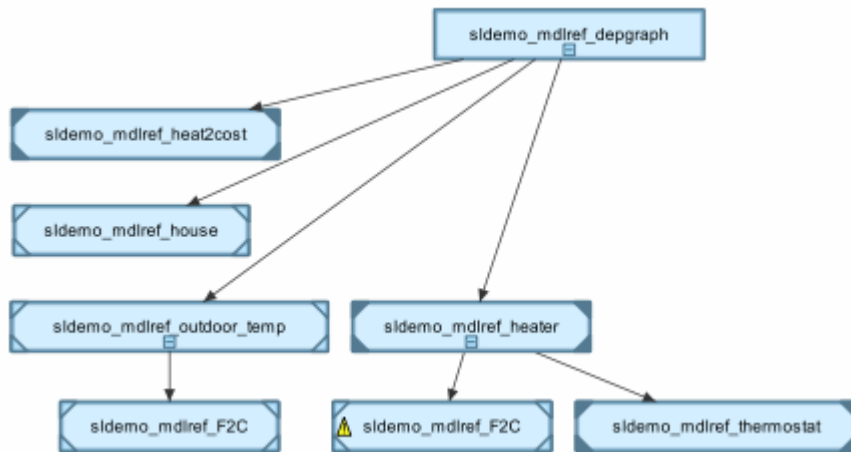 sldemo_mdlref_depgraph
sldemo_mdlref_heat2cost
sldemo_mdlref_house
sldemo_mdlref_outdoor_temp
sldemo_mdlref_heater
sldemo_mdlref_F2C
sldemo_mdlref_F2C
sldemo_mdlref_thermostat